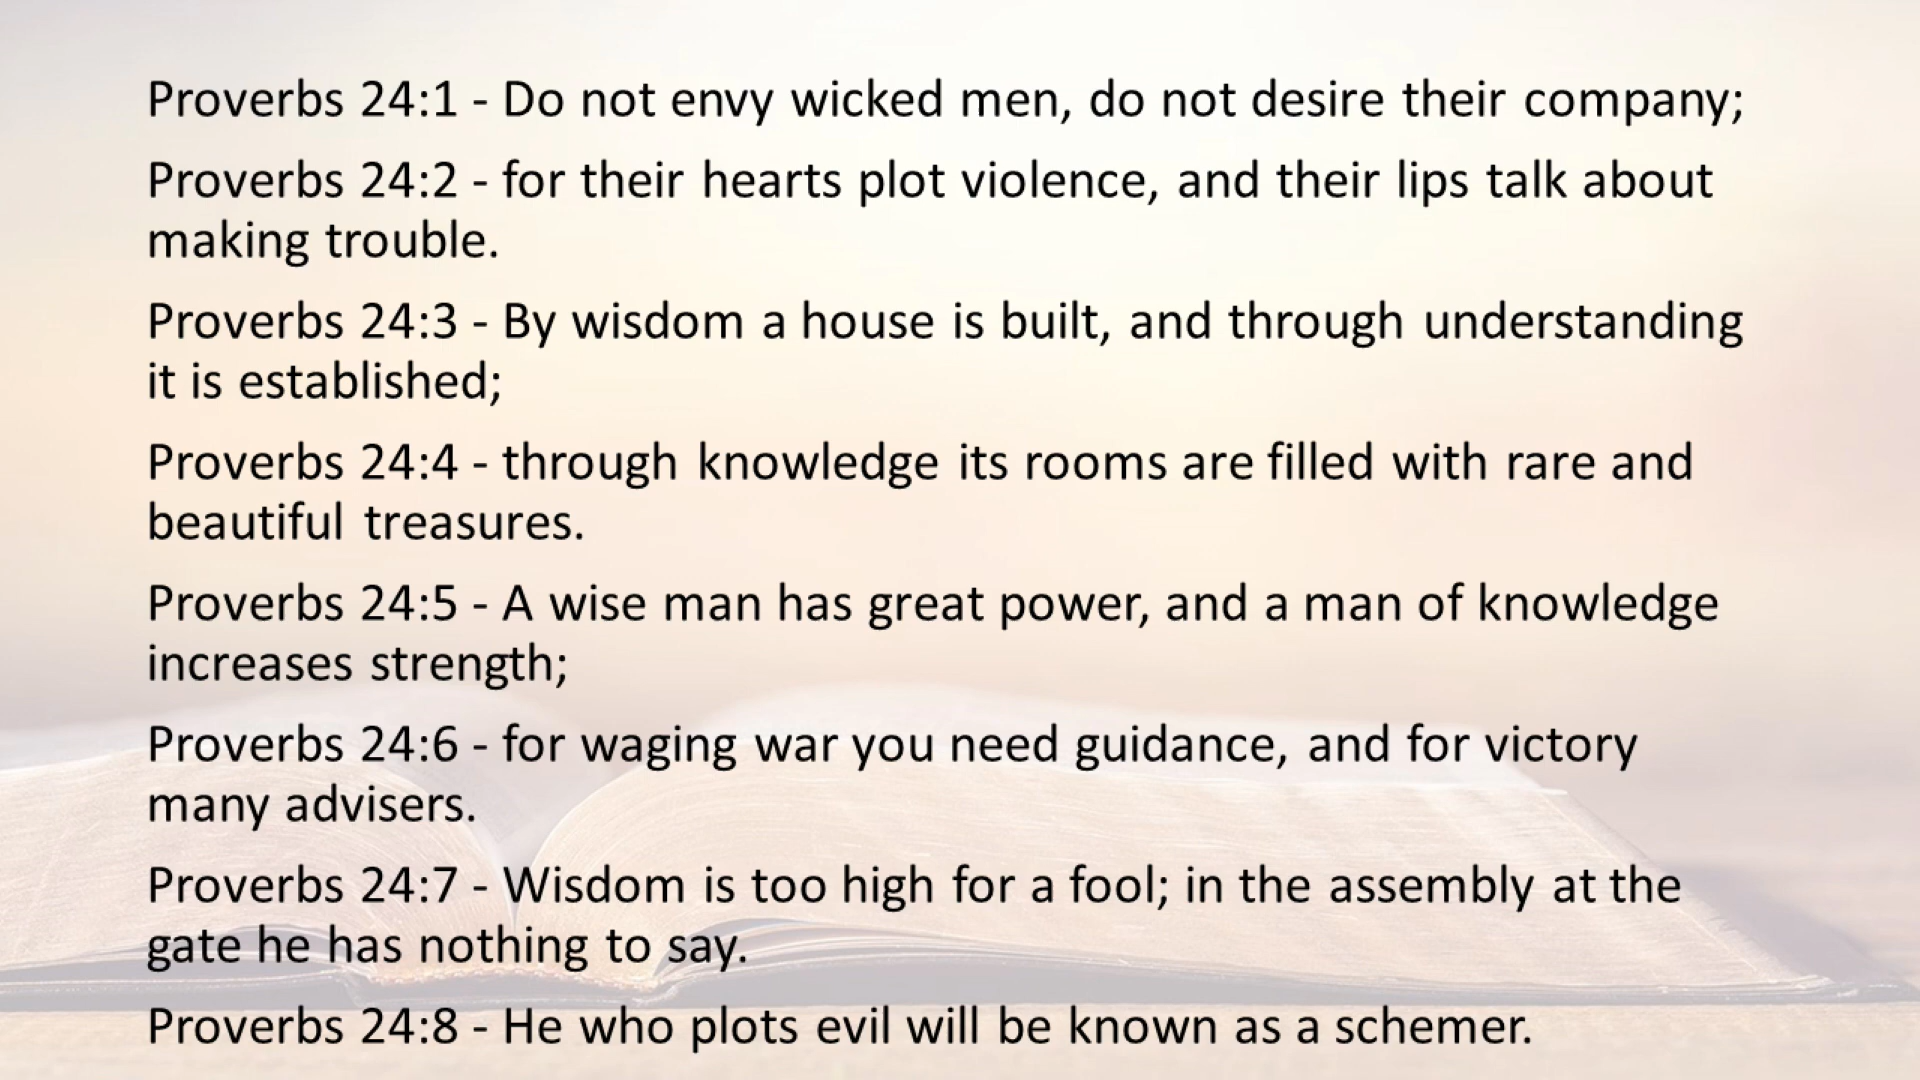 Proverbs 24:1 - Do not envy wicked men, do not desire their company;
Proverbs 24:2 - for their hearts plot violence, and their lips talk about
making trouble.
Proverbs 24:3 - By wisdom a house is built, and through understanding
it is established;
Proverbs 24:4 - through knowledge its rooms are filled with rare and
beautiful treasures.
Proverbs 24:5 - A wise man has great power, and a man of knowledge
increases strength;
Proverbs 24:6 - for waging war you need guidance, and for victory
many advisers.
Proverbs 24:7 - Wisdom is too high for a fool; in the assembly at the
gate he has nothing to say.
Proverbs 24:8 - He who plots evil will be known as a schemer.